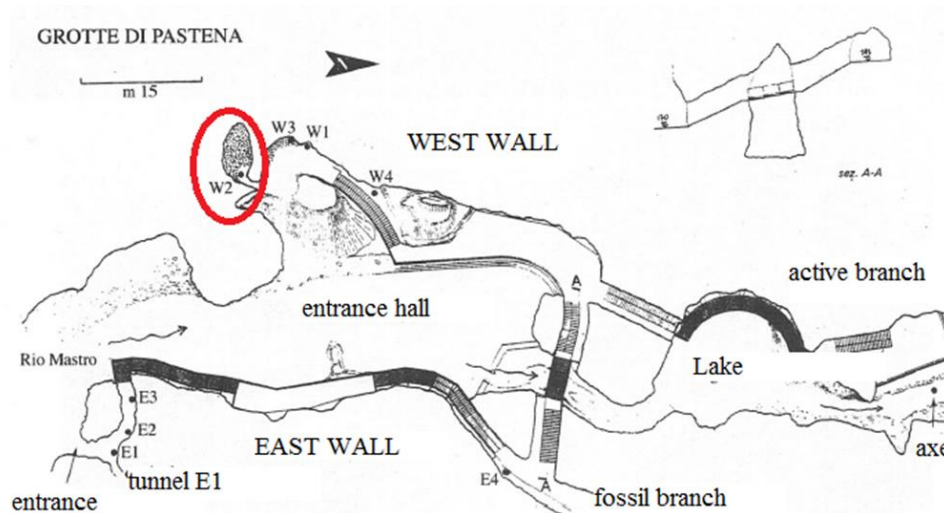 GROTTE DI PASTENA
m 15
W3
W1
WEST WALL
W2
W4
sez. A-A
active branch
A
entrance hall
Rio Mastro
Lake
E3
E2
EAST WALL
E1
axe
tunnel E1
E4
A
entrance
fossil branch